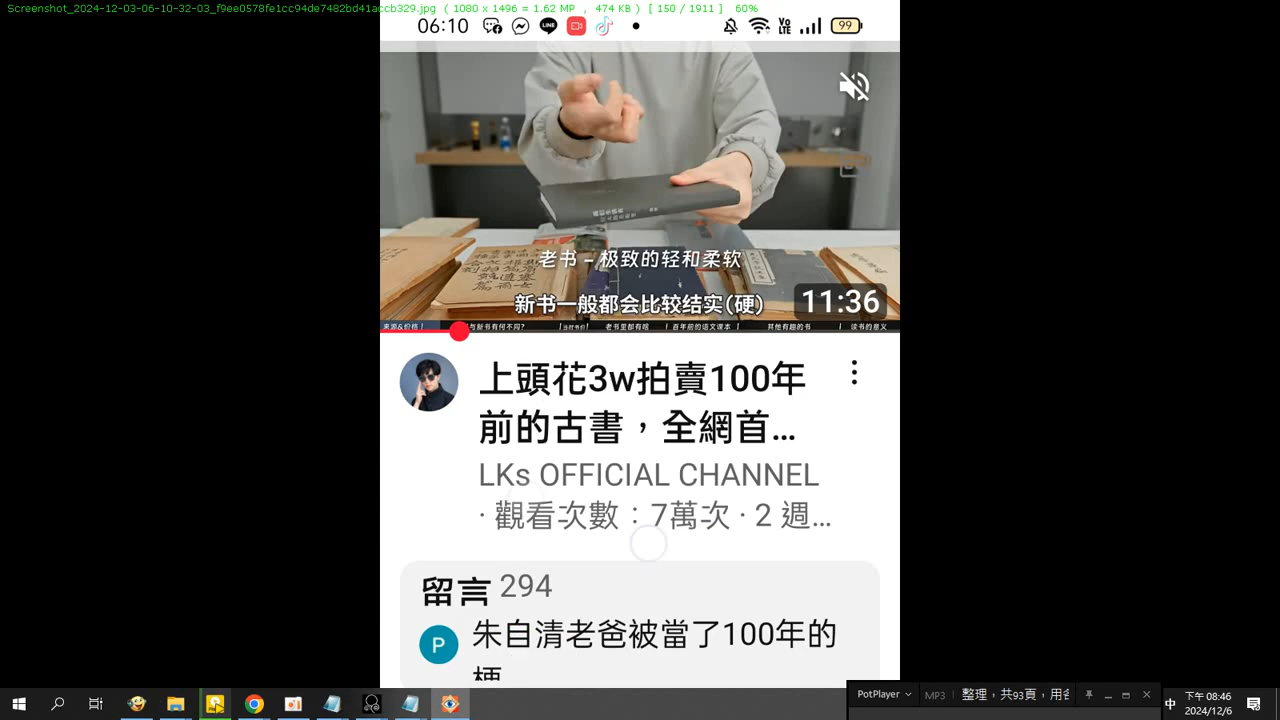 Screenshot_2024-12-03-06-10-32-03_f9ee0578fe1cc94de7482bd41accb329.jpg ( 1080 x 1496 = 1.62 MP , 474 KB ) [ 150 / 1911 ] 60%
06:10
LINE
VoLTE
99
老书 – 极致的轻和柔软
新书一般都会比较结实(硬)
11:36
来源&价格 | 与新书有何不同? | 当时书价 | 老书里都有啥 | 百年前的语文课本 | 其他有趣的书 | 读书的意义
上頭花3w拍賣100年
前的古書，全網首...
LKs OFFICIAL CHANNEL
· 觀看次數：7萬次 · 2 週...
留言 294
P
朱自清老爸被當了100年的
梗
PotPlayer
MP3
整理，共93頁，用
中
下午 08:46
2024/12/6